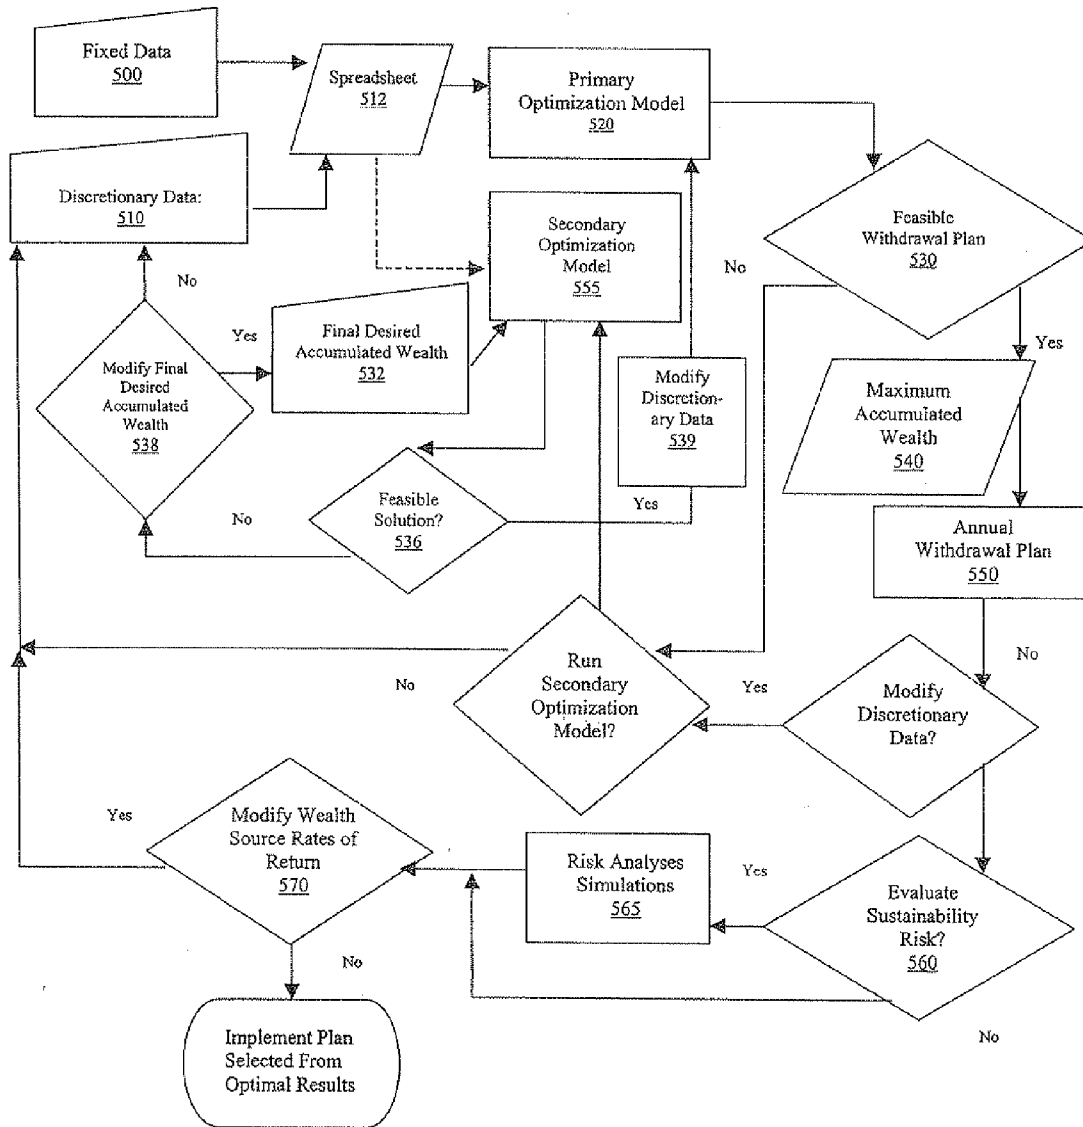 Fixed Data
500
Spreadsheet
512
Primary
Optimization Model
520
Discretionary Data:
510
Secondary
Optimization
Model
555
Feasible
Withdrawal Plan
530
No
No
Yes
Final Desired
Accumulated Wealth
532
Yes
Modify Final
Desired
Accumulated
Wealth
538
Modify
Discretion-
ary Data
539
Maximum
Accumulated
Wealth
540
Feasible
Solution?
536
No
Yes
Annual
Withdrawal Plan
550
No
Run
Secondary
Optimization
Model?
No
Yes
Modify
Discretionary
Data?
Yes
Modify Wealth
Source Rates of
Return
570
Risk Analyses
Simulations
565
Yes
Evaluate
Sustainability
Risk?
560
No
No
Implement Plan
Selected From
Optimal Results